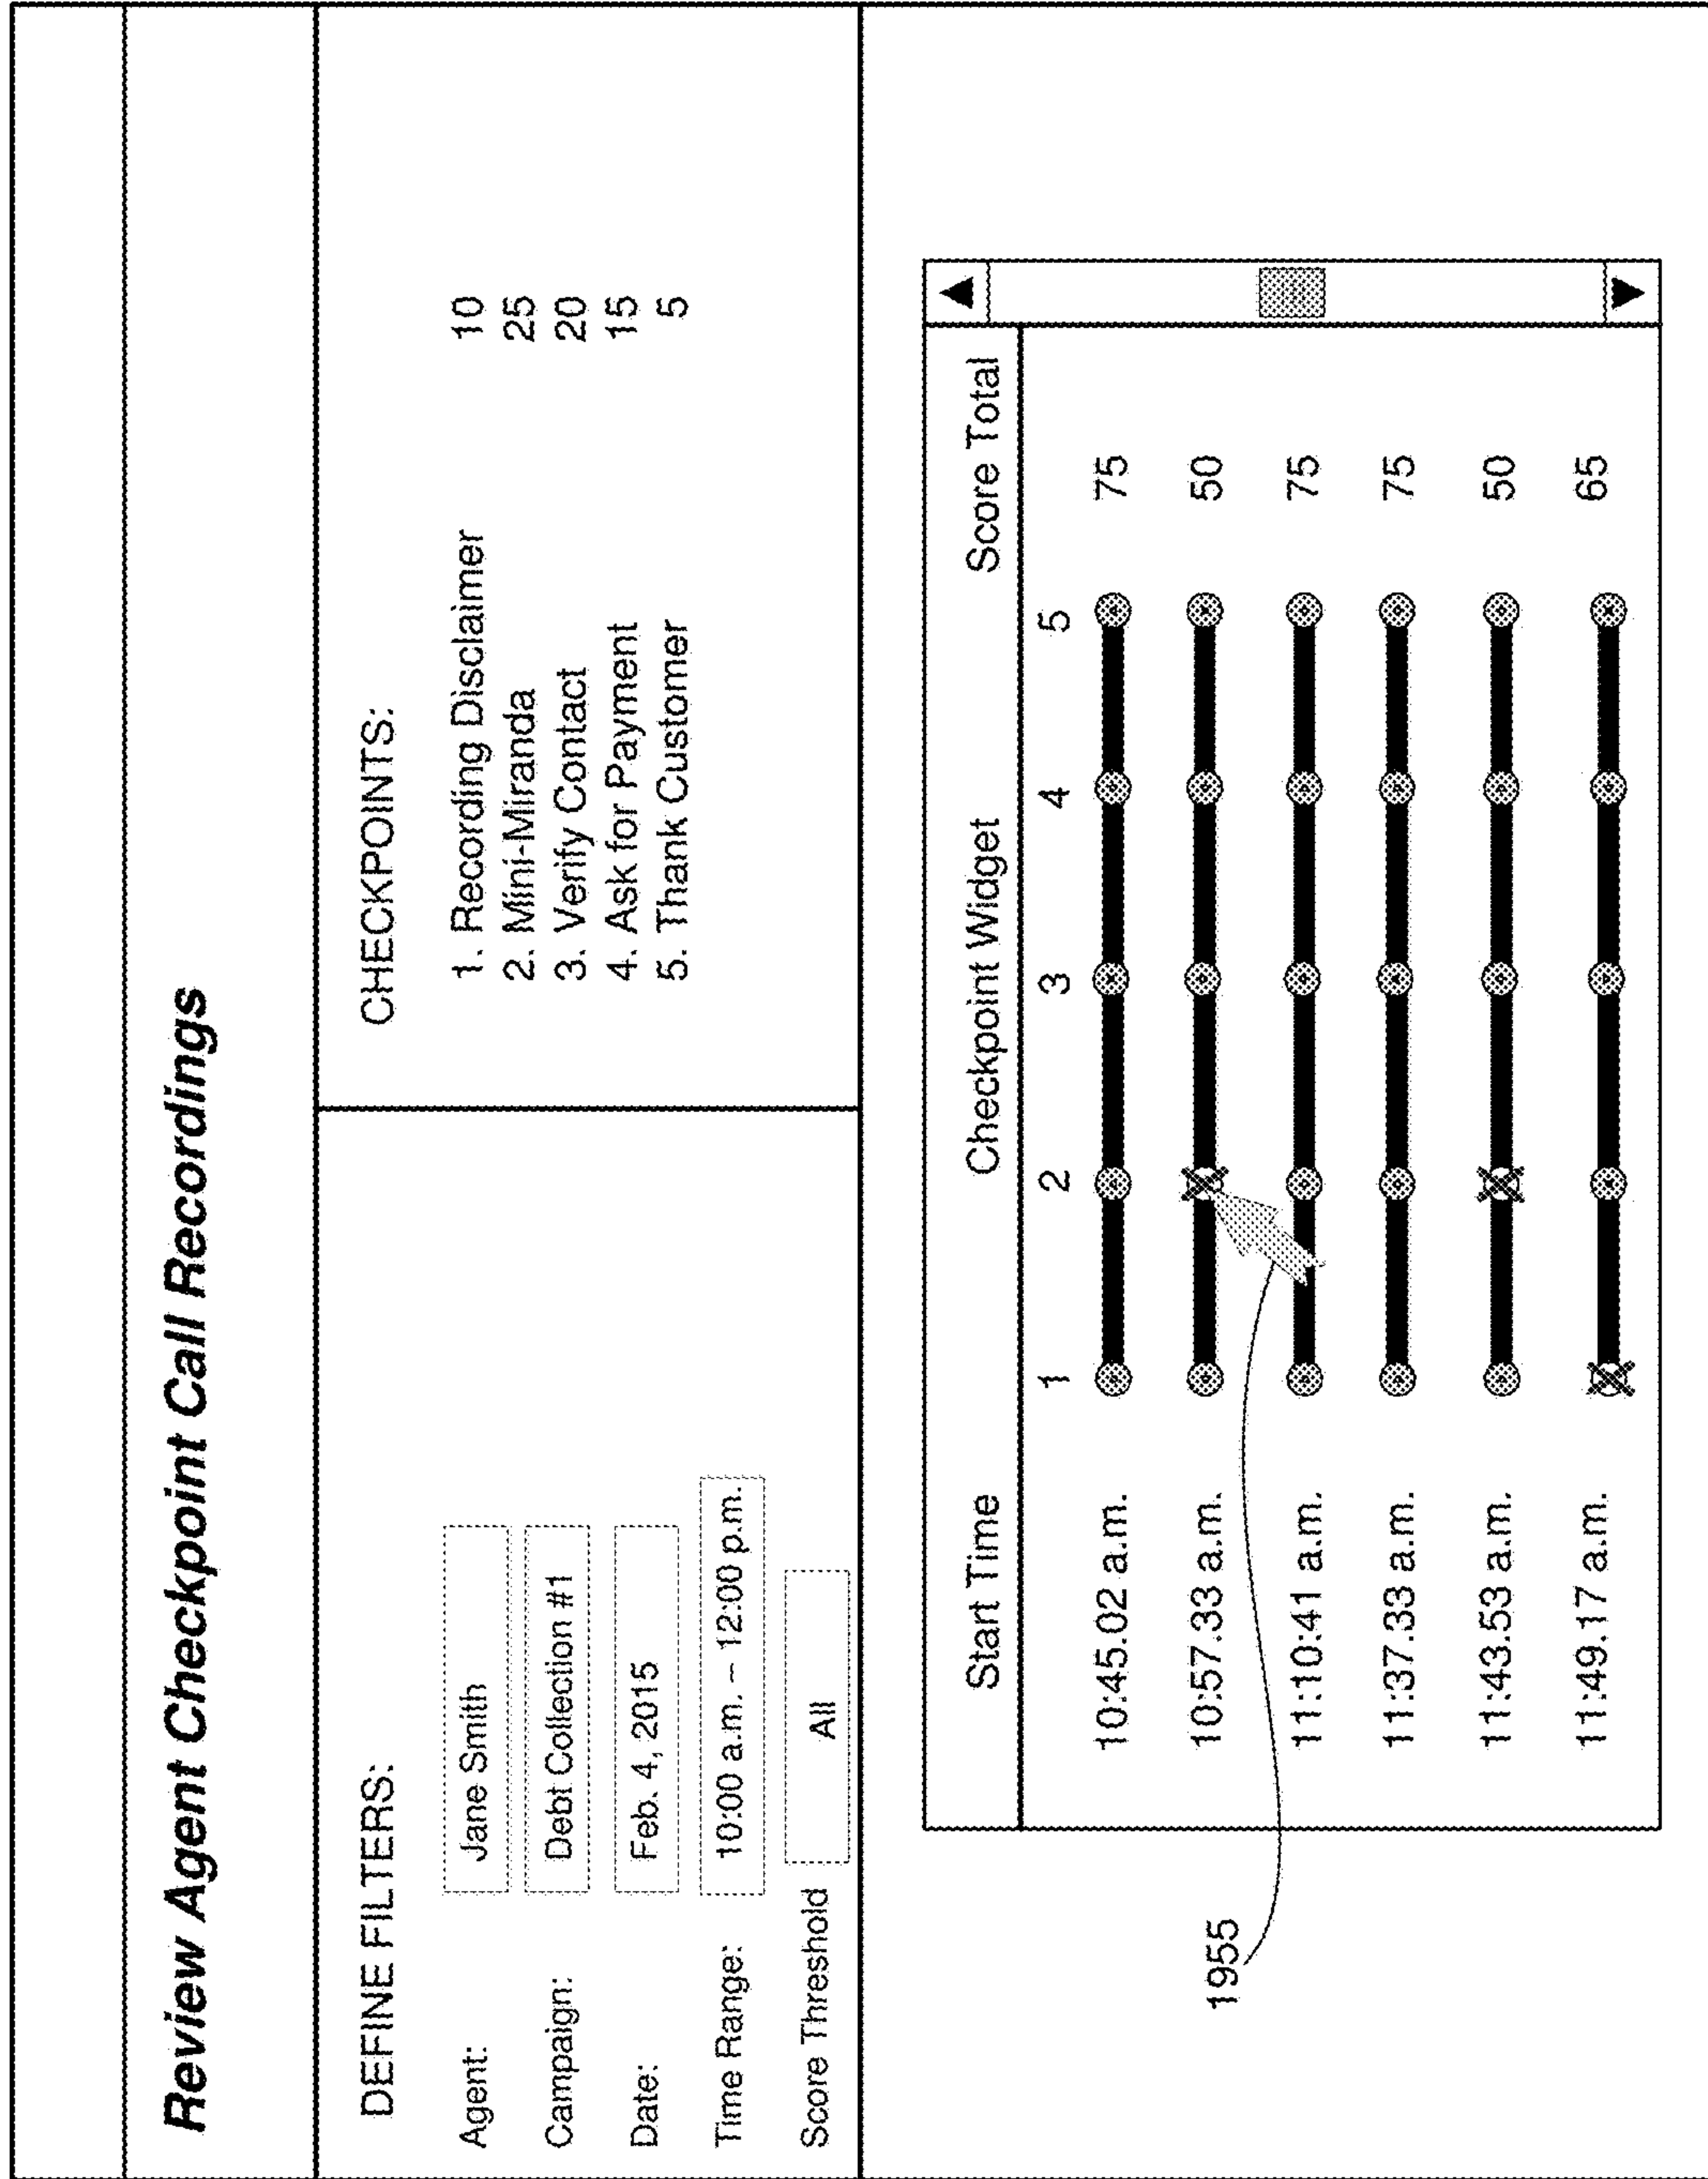 Review Agent Checkpoint Call Recordings
DEFINE FILTERS:
Agent: Jane Smith
Campaign: Debt Collection #1
Date: Feb. 4, 2015
Time Range: 10:00 a.m. – 12:00 p.m.
Score Threshold All
CHECKPOINTS:
1. Recording Disclaimer 10
2. Mini-Miranda 25
3. Verify Contact 20
4. Ask for Payment 15
5. Thank Customer 5
Start Time Checkpoint Widget Score Total
1 2 3 4 5
10:45.02 a.m. 75
10:57.33 a.m. 50
11:10:41 a.m. 75
11:37.33 a.m. 75
11:43.53 a.m. 50
11:49.17 a.m. 65
1955